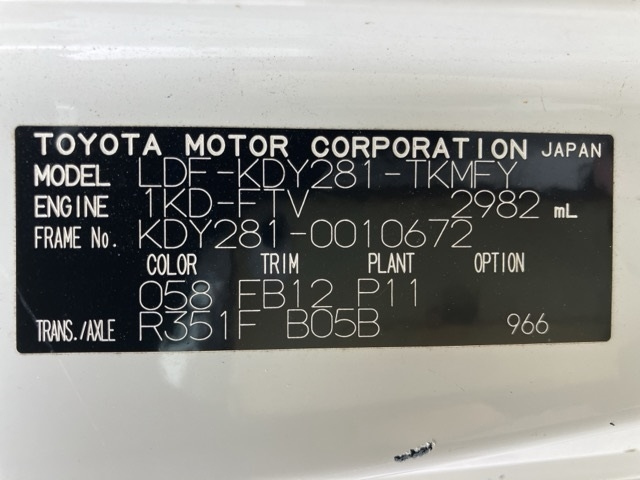 TOYOTA MOTOR CORPORATION JAPAN
MODEL LDF-KDY281-TKMFY
ENGINE 1KD-FTV 2982 mL
FRAME No. KDY281-0010672
COLOR TRIM PLANT OPTION
058 FB12 P11
TRANS./AXLE R351F B05B 966